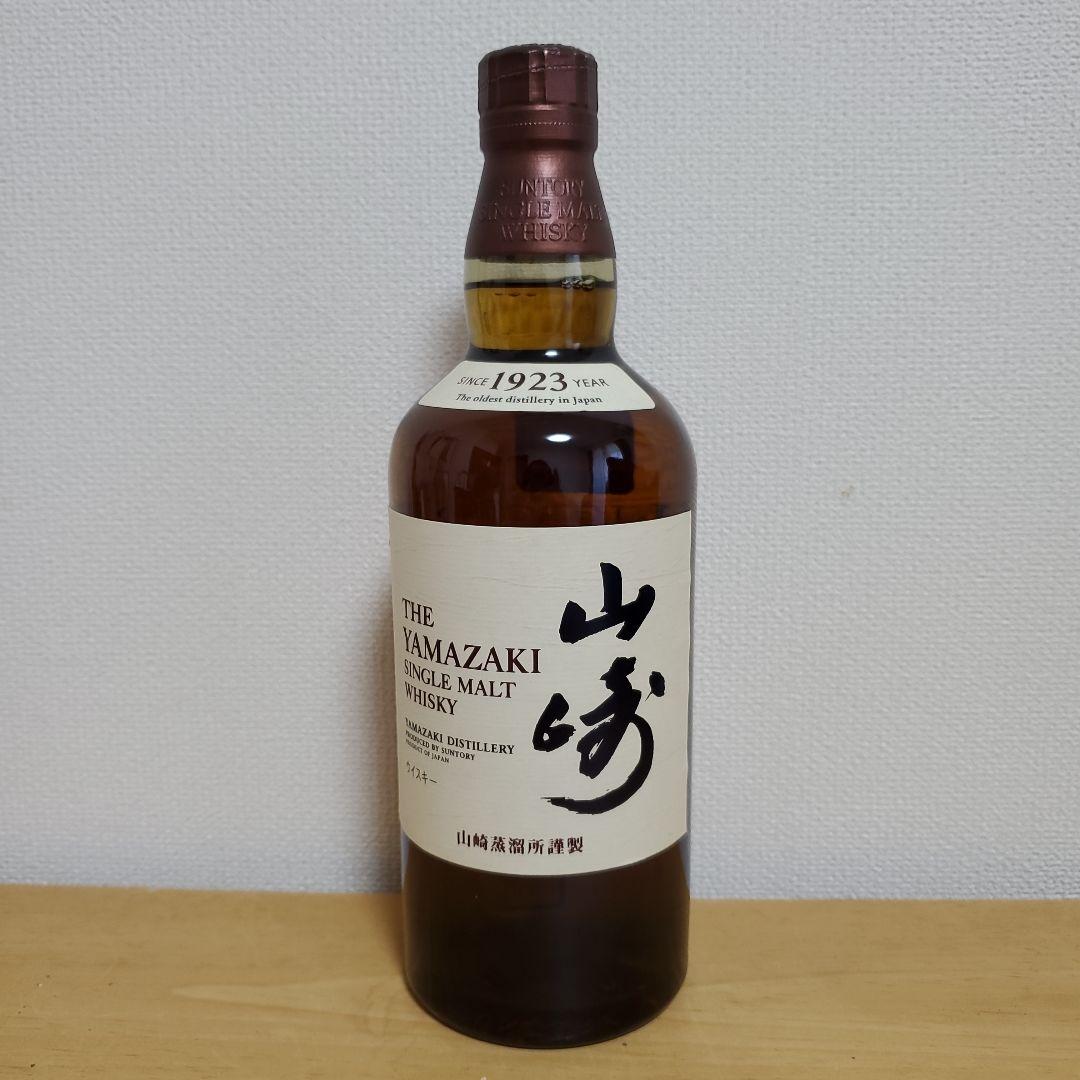 SUNTORY
SINGLE MALT
WHISKY
SINCE 1923 YEAR
The oldest distillery in Japan
THE
YAMAZAKI
SINGLE MALT
WHISKY
YAMAZAKI DISTILLERY
PRODUCED BY SUNTORY
PRODUCT OF JAPAN
ウイスキー
山崎
山崎蒸溜所謹製